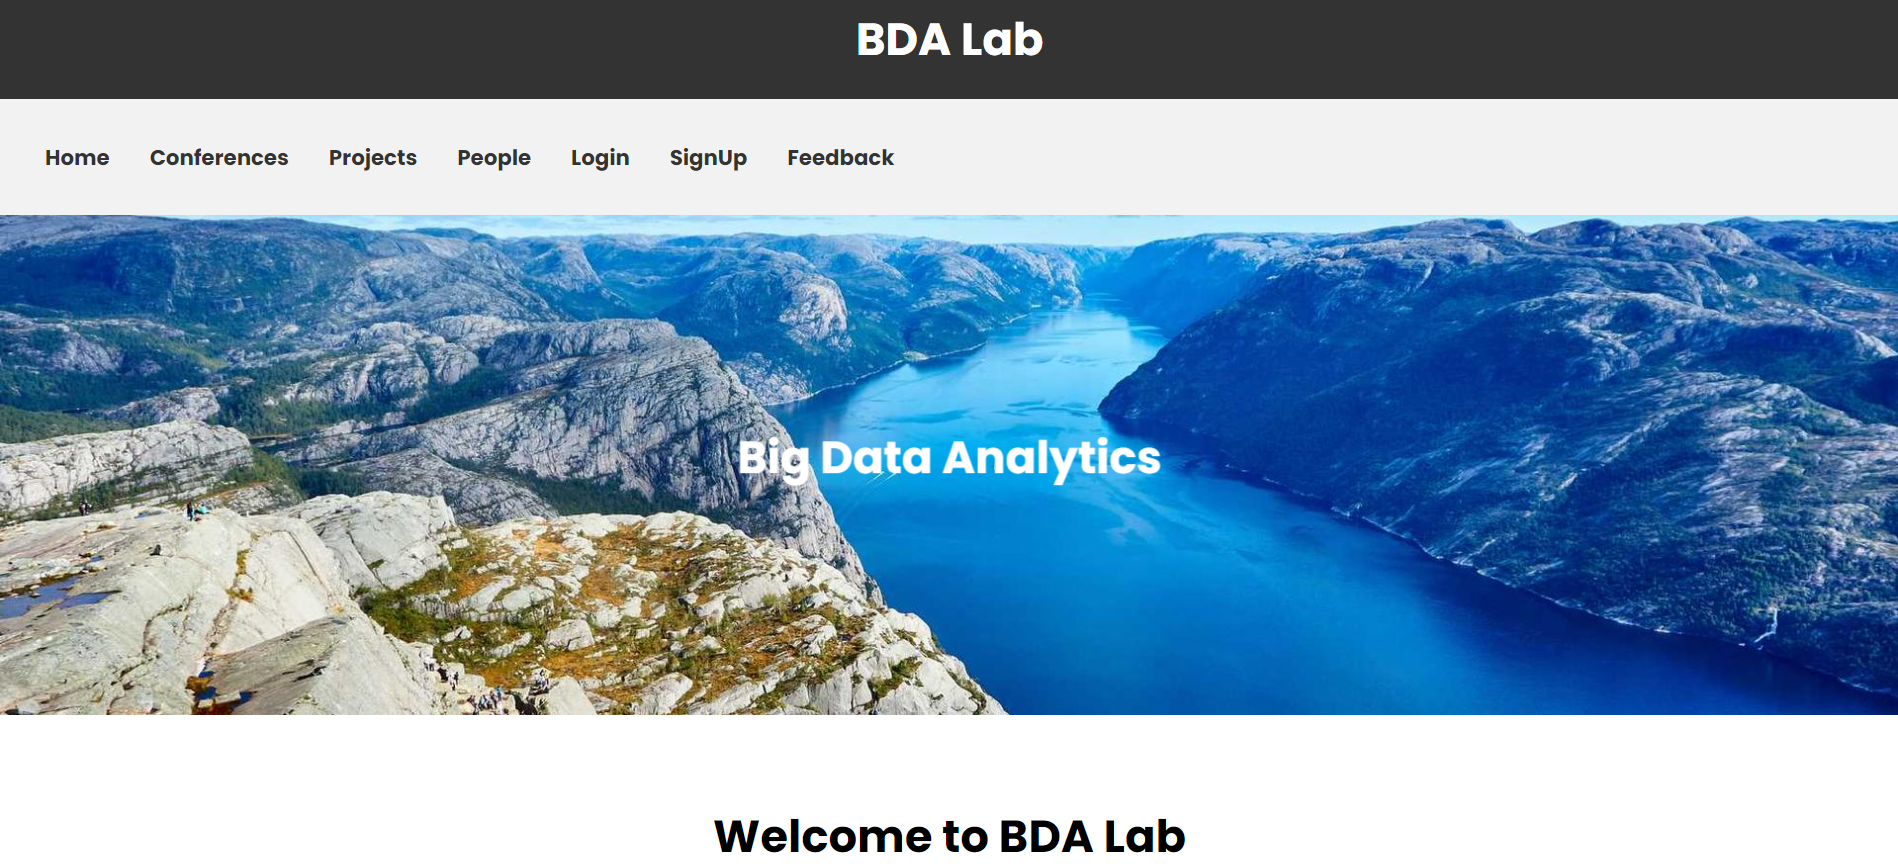 BDA Lab
Home Conferences Projects People Login SignUp Feedback
Big Data Analytics
Welcome to BDA Lab